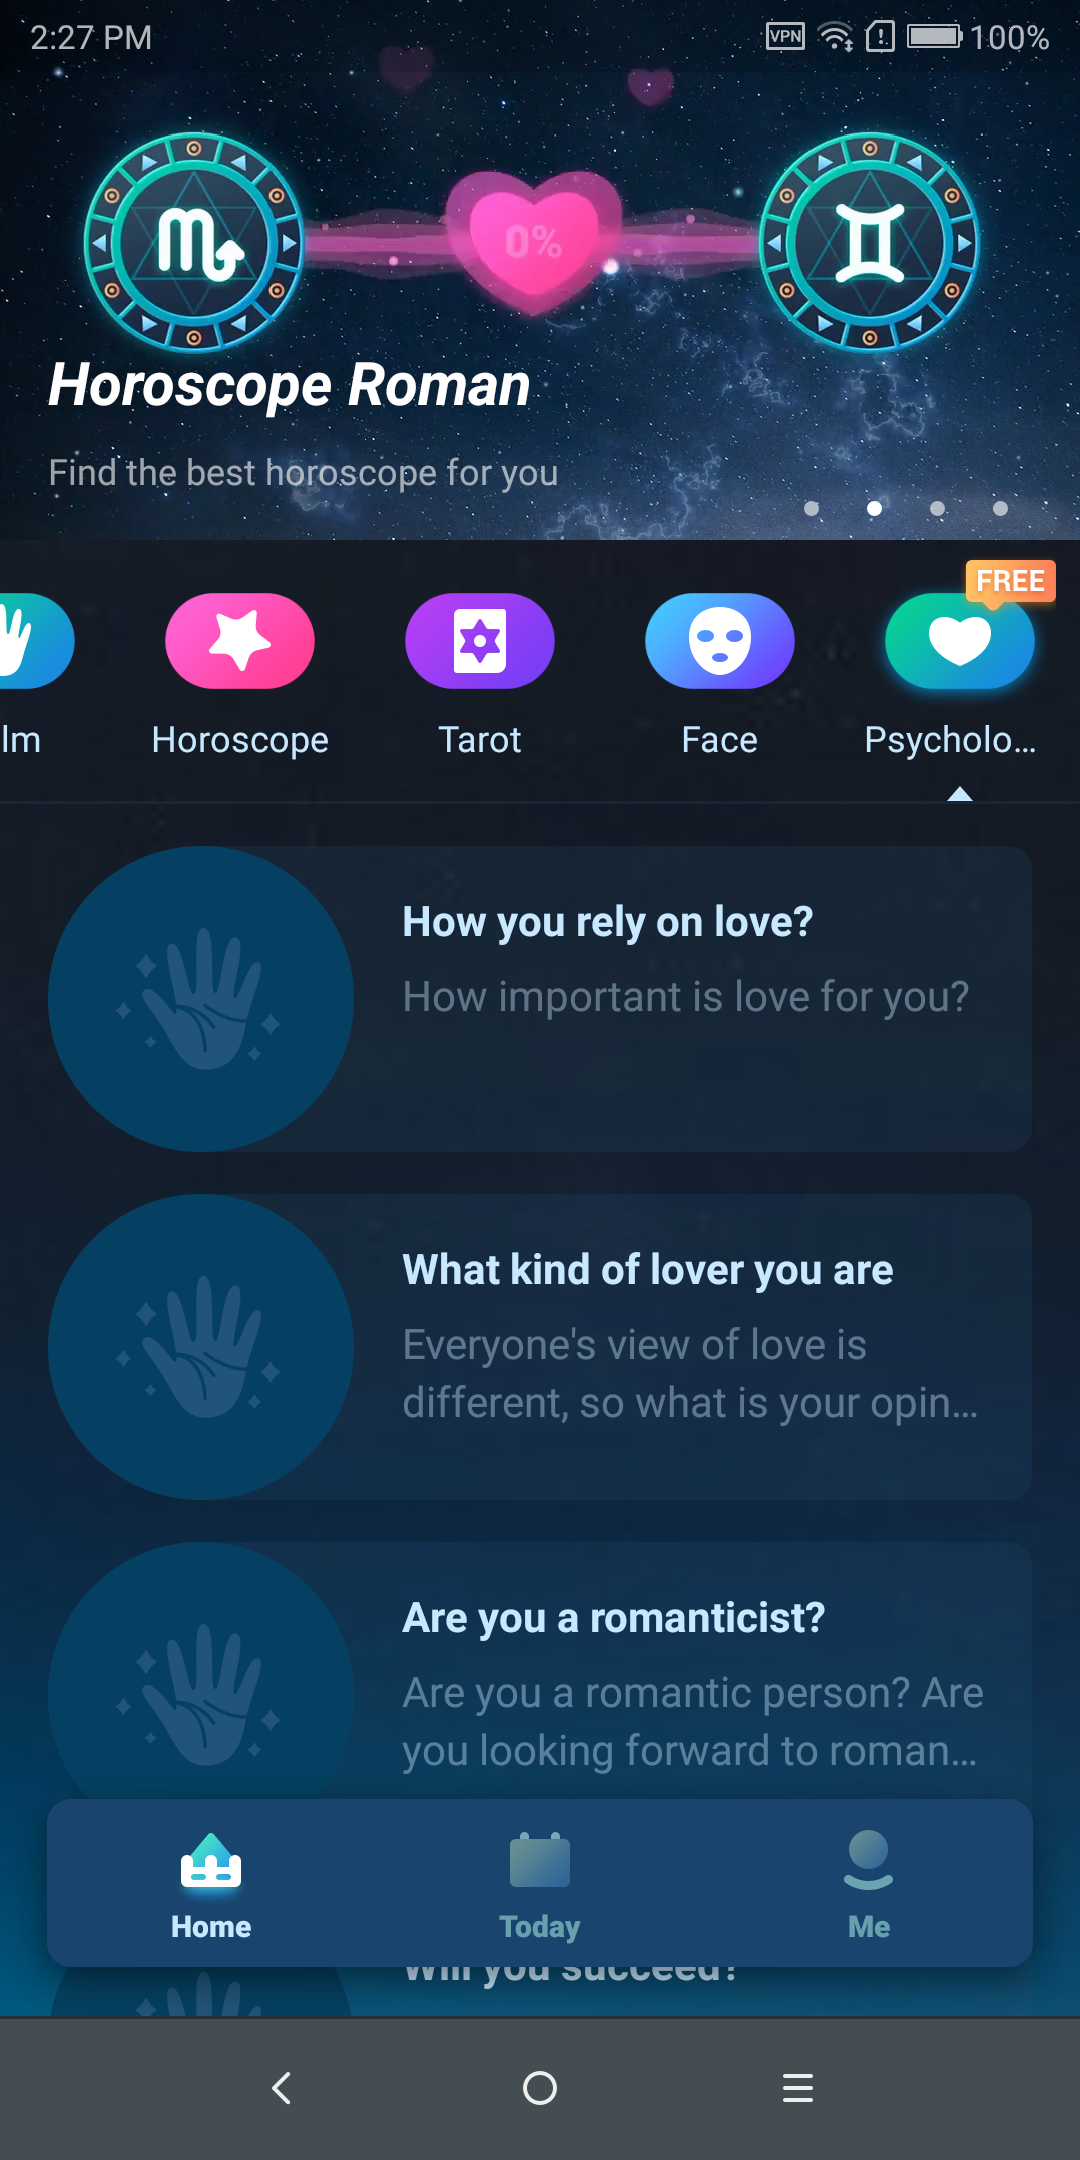 2:27 PM
VPN
100%
0%
Horoscope Roman
Find the best horoscope for you
FREE
lm
Horoscope
Tarot
Face
Psycholo...
How you rely on love?
How important is love for you?
What kind of lover you are
Everyone's view of love is
different, so what is your opin...
Are you a romanticist?
Are you a romantic person? Are
you looking forward to roman...
Home
Today
Me
Will you succeed?